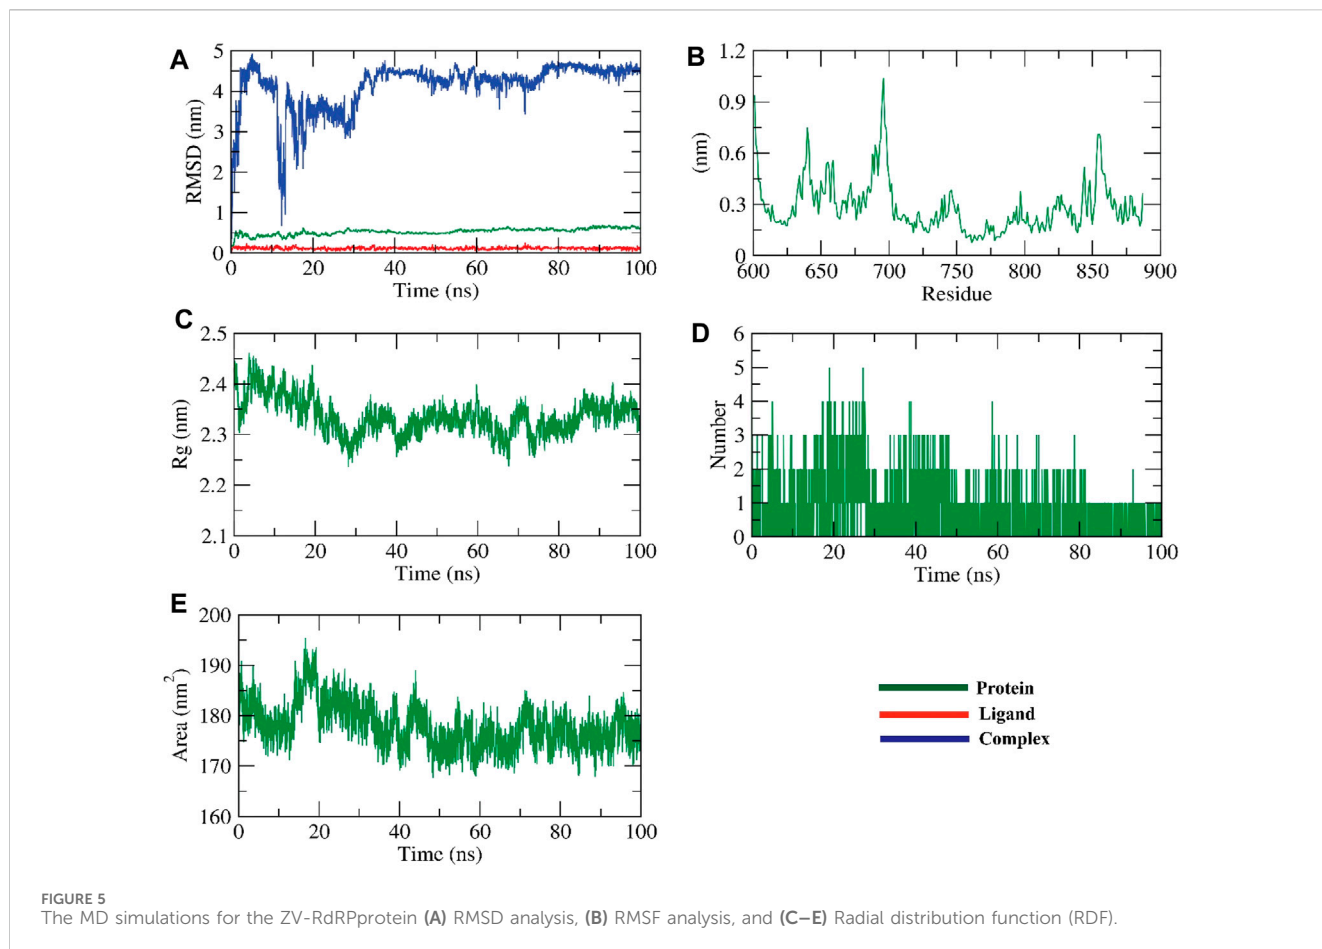 A
RMSD (nm)
5
4
3
2
1
0
0 20 40 60 80 100
Time (ns)
B
(nm)
1.2
0.9
0.6
0.3
0
600 650 700 750 800 850 900
Residue
C
Rg (nm)
2.5
2.4
2.3
2.2
2.1
0 20 40 60 80 100
Time (ns)
D
Number
6
5
4
3
2
1
0
0 20 40 60 80 100
Time (ns)
E
Area (nm²)
200
190
180
170
160
0 20 40 60 80 100
Time (ns)
Protein
Ligand
Complex
FIGURE 5
The MD simulations for the ZV-RdRPprotein (A) RMSD analysis, (B) RMSF analysis, and (C–E) Radial distribution function (RDF).